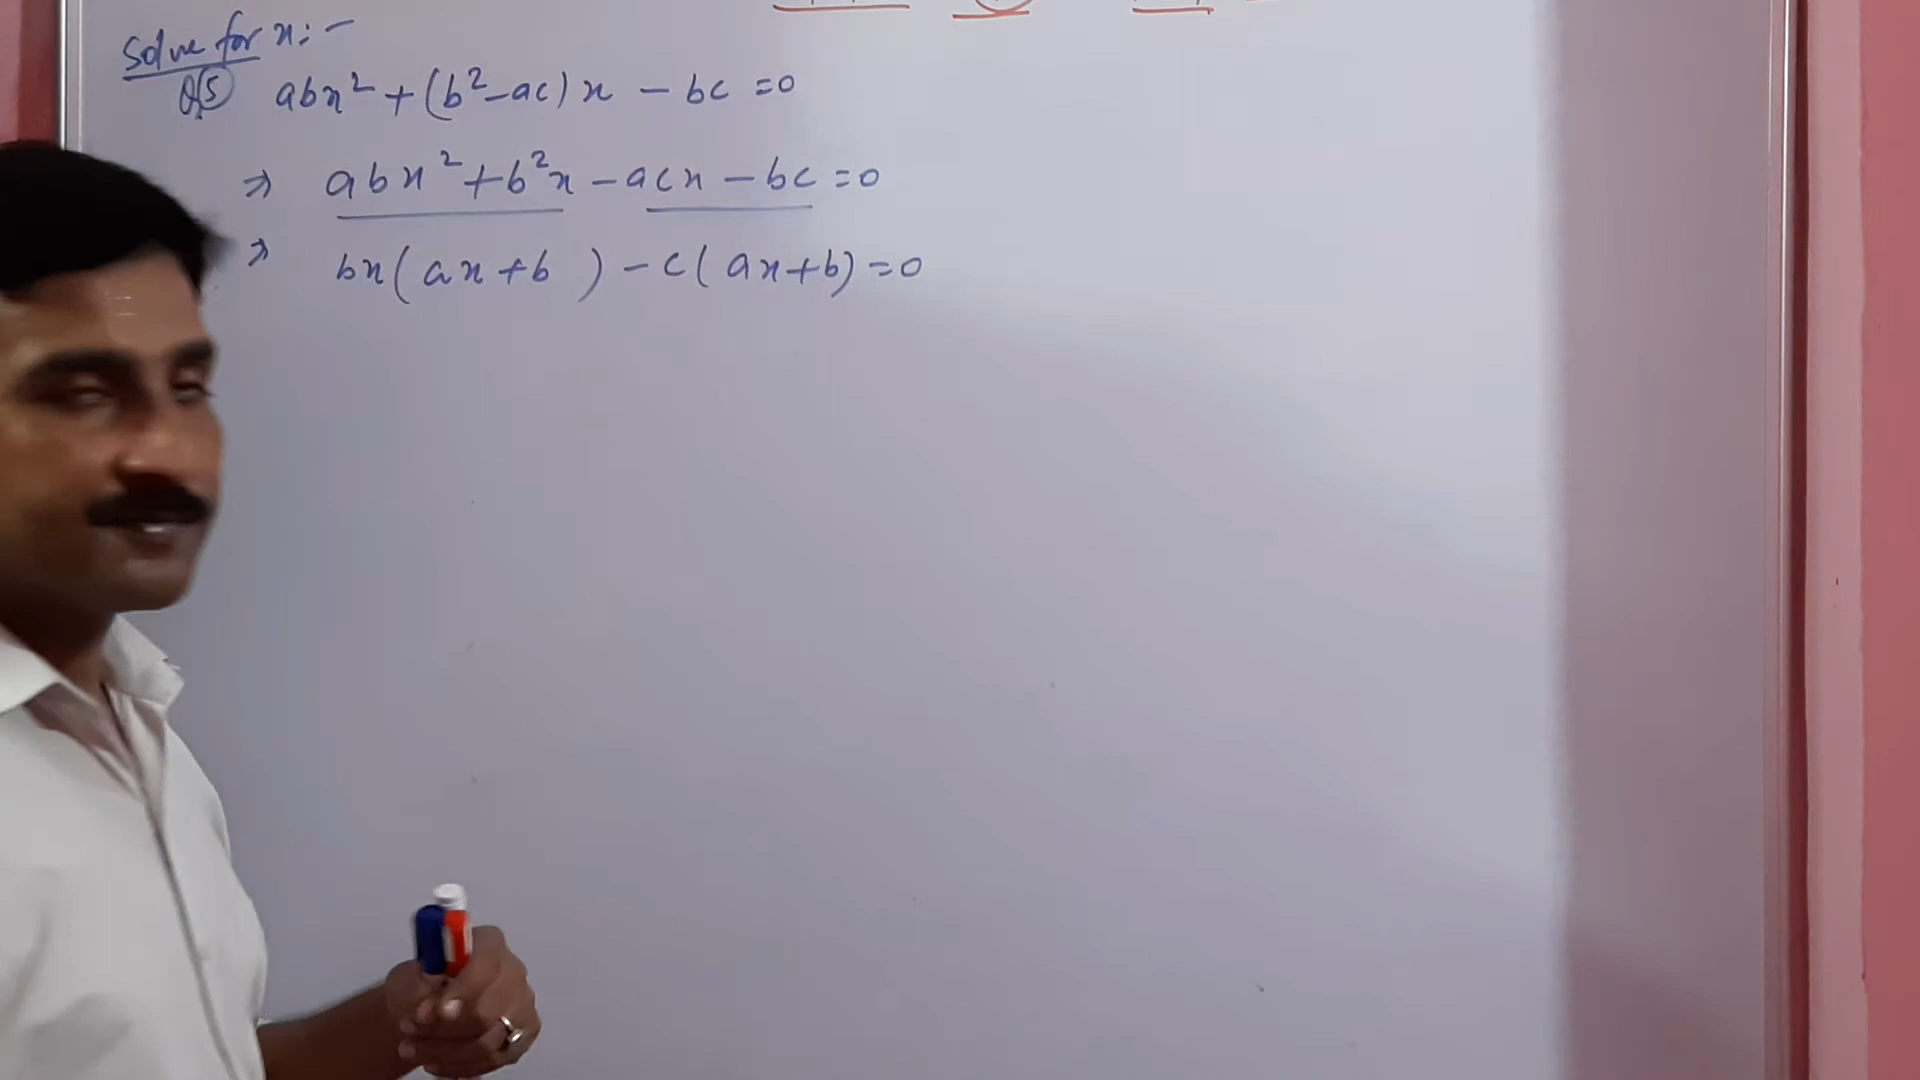 Solve for x:-
Q5 abx² + (b²-ac) x - bc = 0
⇒ abx² + b²x - acx - bc = 0
⇒ bx( ax + b ) - c( ax + b) = 0